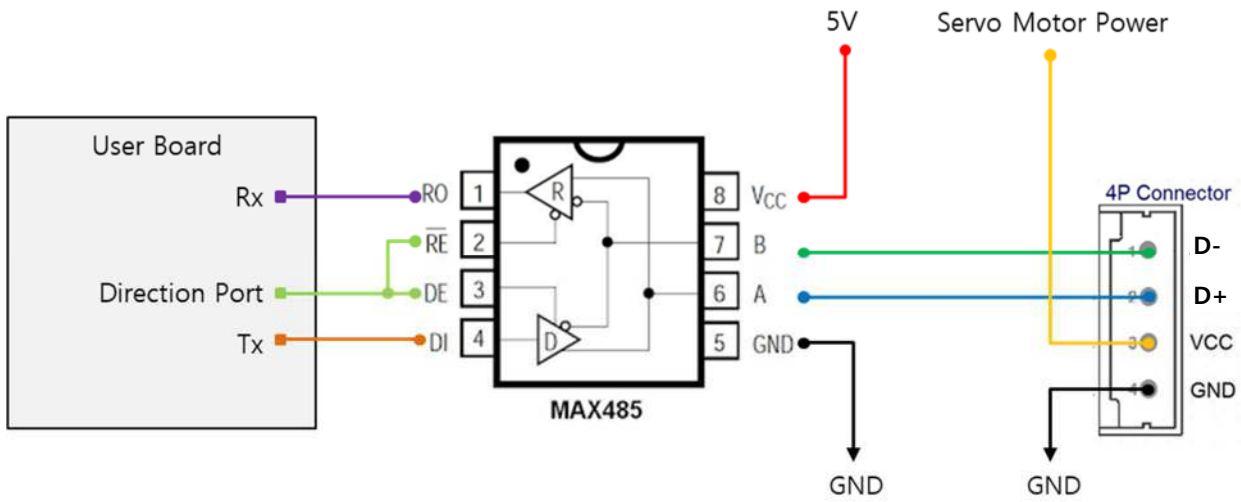 5V
Servo Motor Power
User Board
Rx
Direction Port
Tx
RO
RE
DE
DI
1
2
3
4
R
D
8
7
6
5
VCC
B
A
GND
MAX485
GND
GND
4P Connector
1
2
3
4
D-
D+
VCC
GND